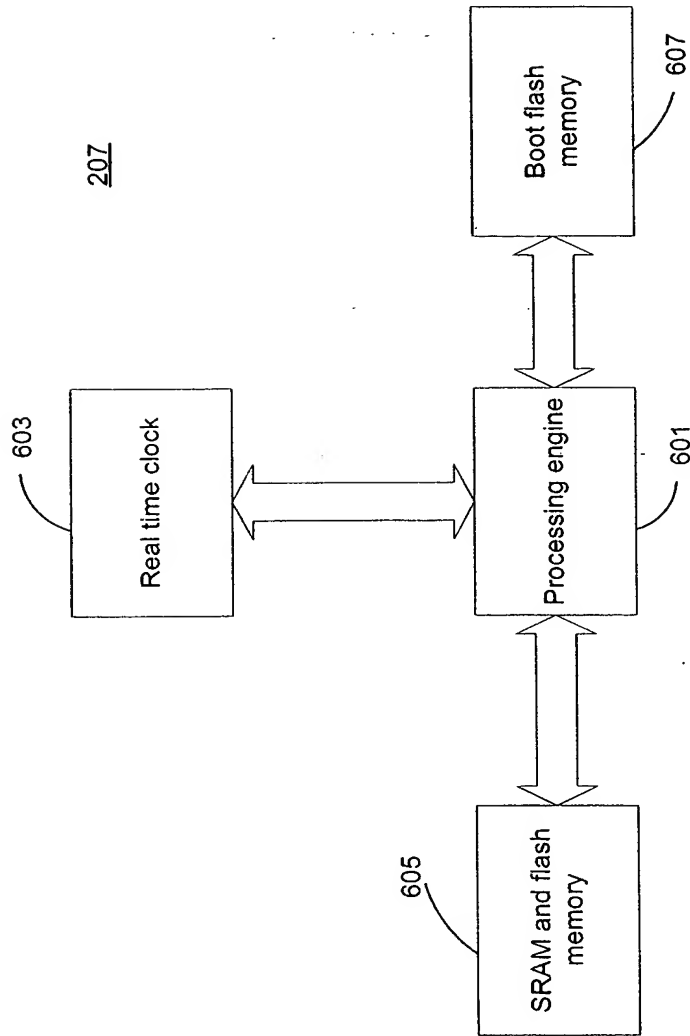 207
603
Real time clock
605
SRAM and flash
memory
Processing engine
601
Boot flash
memory
607